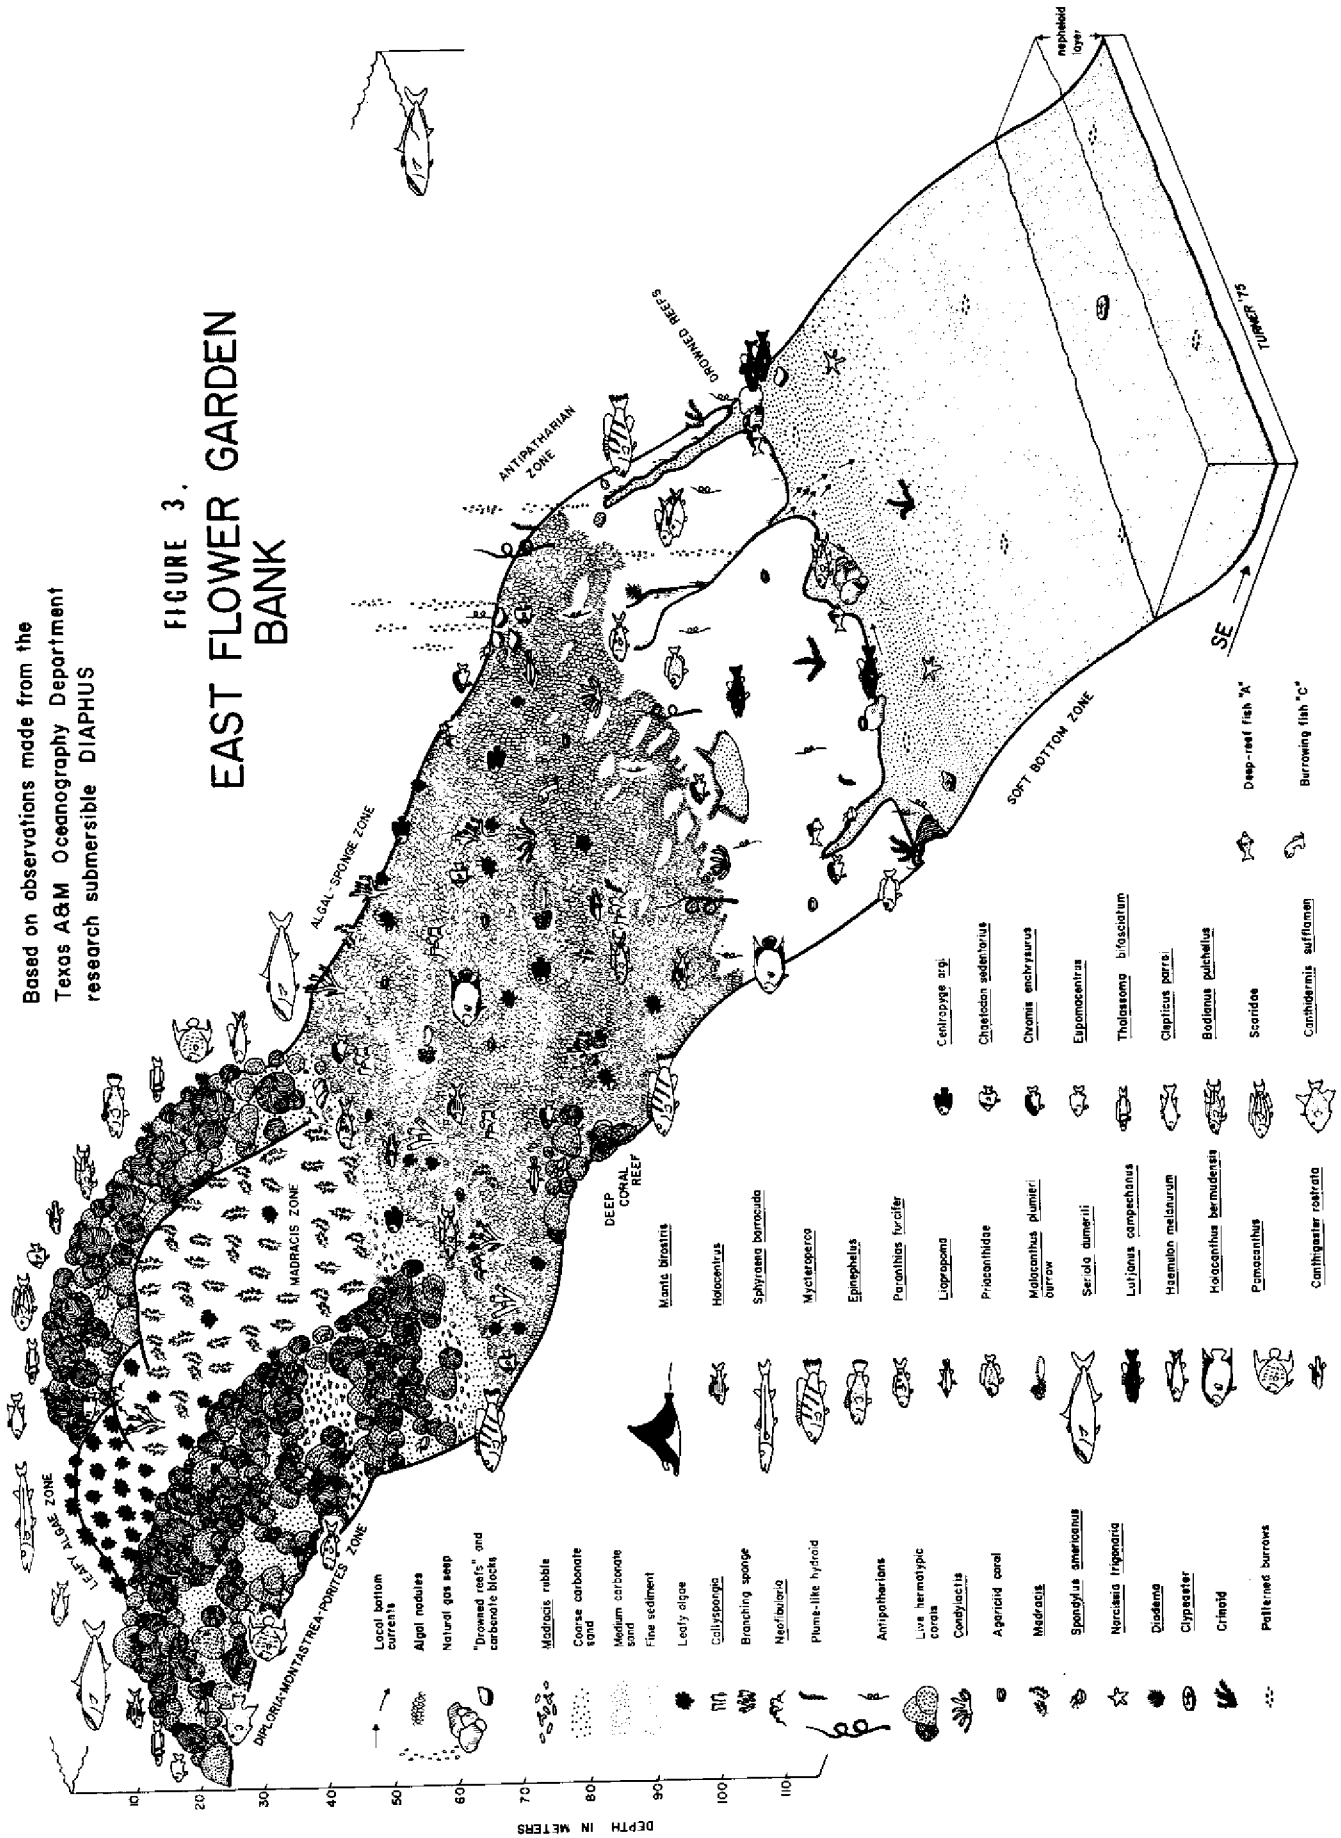 Based on observations made from the
Texas A&M Oceanography Department
research submersible DIAPHUS
FIGURE 3.
EAST FLOWER GARDEN
BANK
LEAFY ALGAE ZONE
MADRACIS ZONE
DIPLORIA-MONTASTREA-PORITES ZONE
ALGAL-SPONGE ZONE
DEEP
CORAL
REEF
ANTIPATHARIAN
ZONE
DROWNED REEFS
SOFT BOTTOM ZONE
nepheloid
layer
SE
TURNER '75
DEPTH IN METERS
10
20
30
40
50
60
70
80
90
100
110
Local bottom
currents
Algal nodules
Natural gas seep
"Drowned reefs" and
carbonate blocks
Madracis rubble
Coarse carbonate
sand
Medium carbonate
sand
Fine sediment
Leafy algae
Callyspongia
Branching sponge
Neofibularia
Plume-like hydroid
Antipatharians
Live hermatypic
corals
Condylactis
Agariciid coral
Madracis
Spondylus americanus
Narcissia trigonaria
Diadema
Clypeaster
Crinoid
Patterned burrows
Manta birostris
Holocentrus
Sphyraena barracuda
Mycteroperca
Epinephelus
Paranthias furcifer
Liopropoma
Priacanthidae
Malacanthus plumieri
burrow
Seriola dumerili
Lutjanus campechanus
Haemulon melanurum
Holacanthus bermudensis
Pomacanthus
Canthigaster rostrata
Centropyge argi
Chaetodon sedentarius
Chromis enchrysurus
Eupomacentrus
Thalassoma bifasciatum
Clepticus parrai
Bodianus pulchellus
Scaridae
Canthidermis sufflamen
Deep-reef fish "A"
Burrowing fish "C"